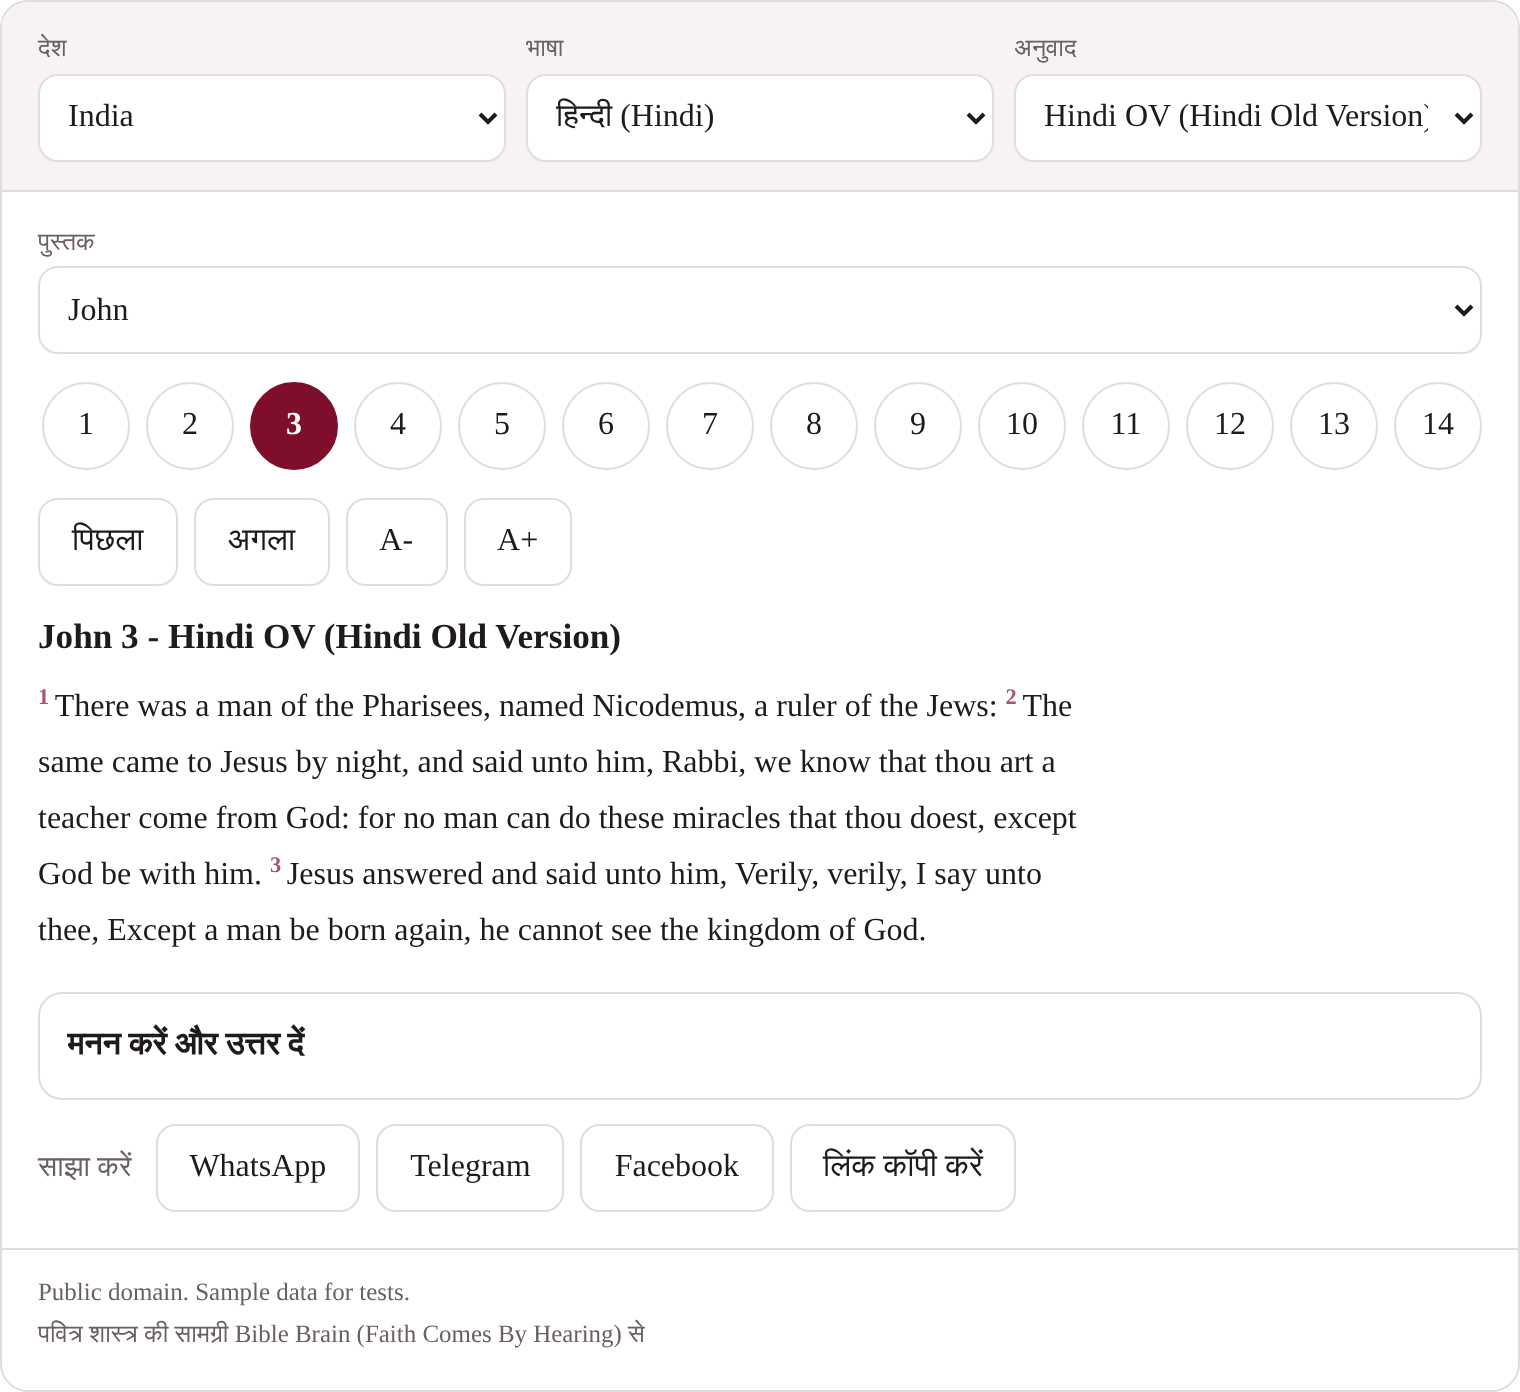 देश
भाषा
अनुवाद
India
हिन्दी (Hindi)
Hindi OV (Hindi Old Version)
पुस्तक
John
1 2 3 4 5 6 7 8 9 10 11 12 13 14
पिछला अगला A- A+
John 3 - Hindi OV (Hindi Old Version)
1 There was a man of the Pharisees, named Nicodemus, a ruler of the Jews: 2 The
same came to Jesus by night, and said unto him, Rabbi, we know that thou art a
teacher come from God: for no man can do these miracles that thou doest, except
God be with him. 3 Jesus answered and said unto him, Verily, verily, I say unto
thee, Except a man be born again, he cannot see the kingdom of God.
मनन करें और उत्तर दें
साझा करें WhatsApp Telegram Facebook लिंक कॉपी करें
Public domain. Sample data for tests.
पवित्र शास्त्र की सामग्री Bible Brain (Faith Comes By Hearing) से